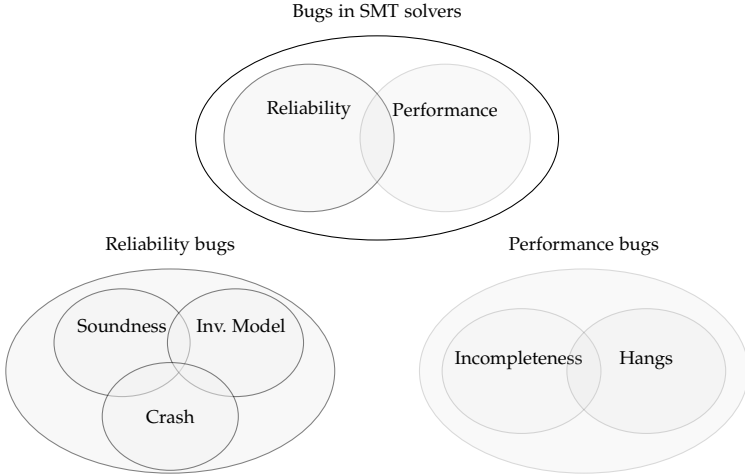 Bugs in SMT solvers
Reliability
Performance
Reliability bugs
Performance bugs
Soundness
Inv. Model
Crash
Incompleteness
Hangs